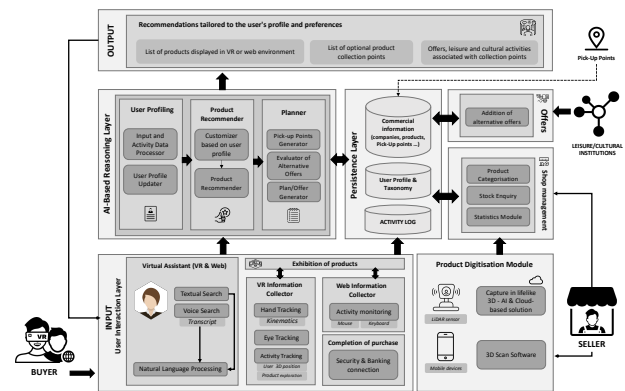 OUTPUT
Recommendations tailored to the user's profile and preferences
List of products displayed in VR or web environment
List of optional product
collection points
Offers, leisure and cultural activities
associated with collection points
Pick-Up Points
AI-Based Reasoning Layer
User Profiling
Input and
Activity Data
Processor
User Profile
Updater
Product
Recommender
Customizer
based on user
profile
Product
Recommender
Planner
Pick-up Points
Generator
Evaluator of
Alternative
Offers
Plan/Offer
Generator
Persistence Layer
Commercial
information
(companies, products,
Pick-Up points ...)
User Profile &
Taxonomy
ACTIVITY LOG
Offers
Addition of
alternative offers
LEISURE/CULTURAL
INSTITUTIONS
Shop management
Product
Categorisation
Stock Enquiry
Statistics Module
INPUT
User Interaction Layer
Virtual Assistant (VR & Web)
Textual Search
Voice Search
Transcript
Natural Language Processing
Exhibition of products
VR Information
Collector
Hand Tracking
Kinematics
Eye Tracking
Activity Tracking
User 3D position
Product exploration
Web Information
Collector
Activity monitoring
Mouse
Keyboard
Completion of purchase
Security & Banking
connection
Product Digitisation Module
LiDAR sensor
Capture in lifelike
3D - AI & Cloud-
based solution
Mobile devices
3D Scan Software
VR
BUYER
SELLER